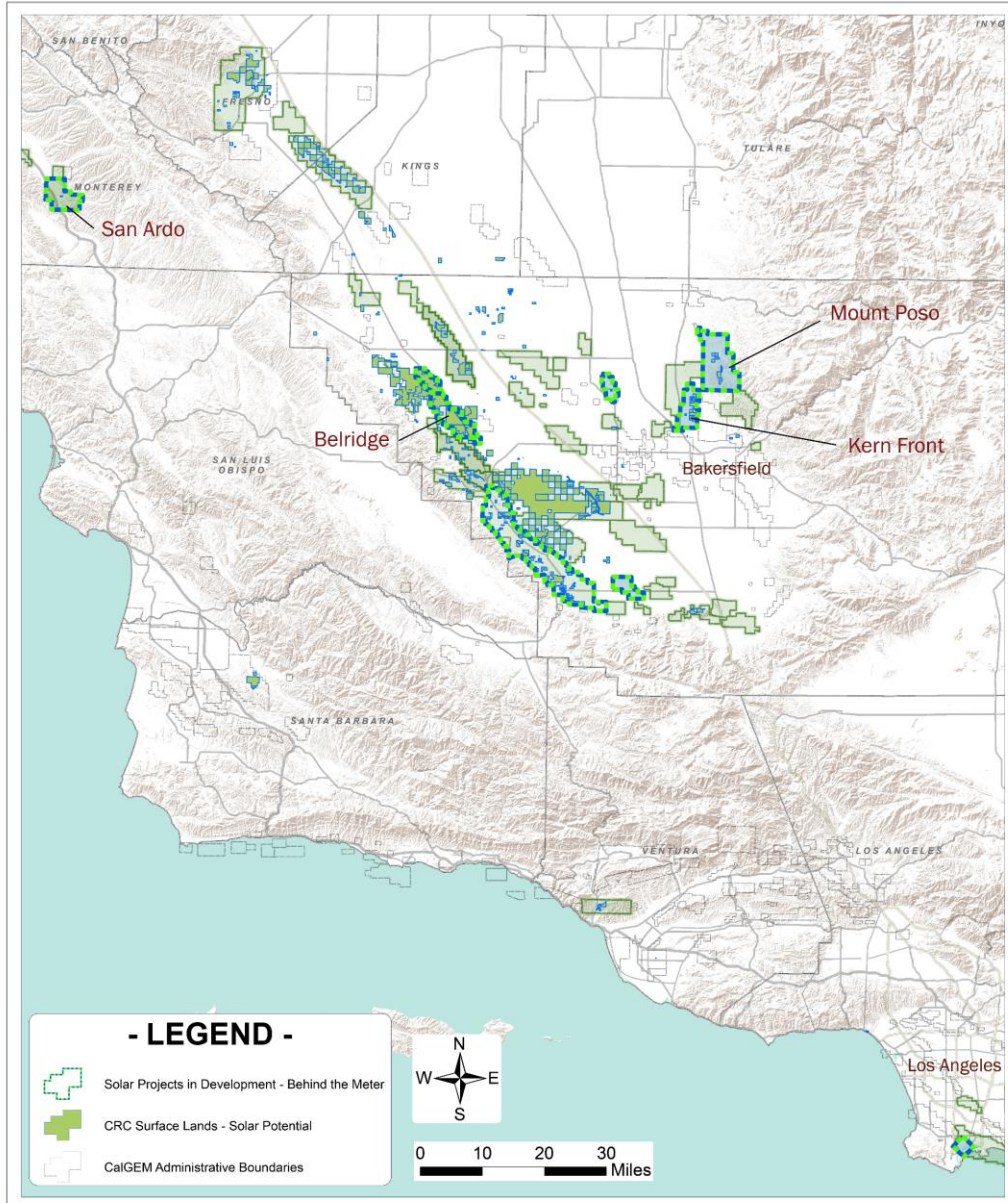 INYO
SAN BENITO
FRESNO
TULARE
KINGS
MONTEREY
San Ardo
Mount Poso
Belridge
Kern Front
SAN LUIS
OBISPO
Bakersfield
SANTA BARBARA
VENTURA
LOS ANGELES
Los Angeles
- LEGEND -
Solar Projects in Development - Behind the Meter
CRC Surface Lands - Solar Potential
CalGEM Administrative Boundaries
N
W
E
S
0
10
20
30
Miles